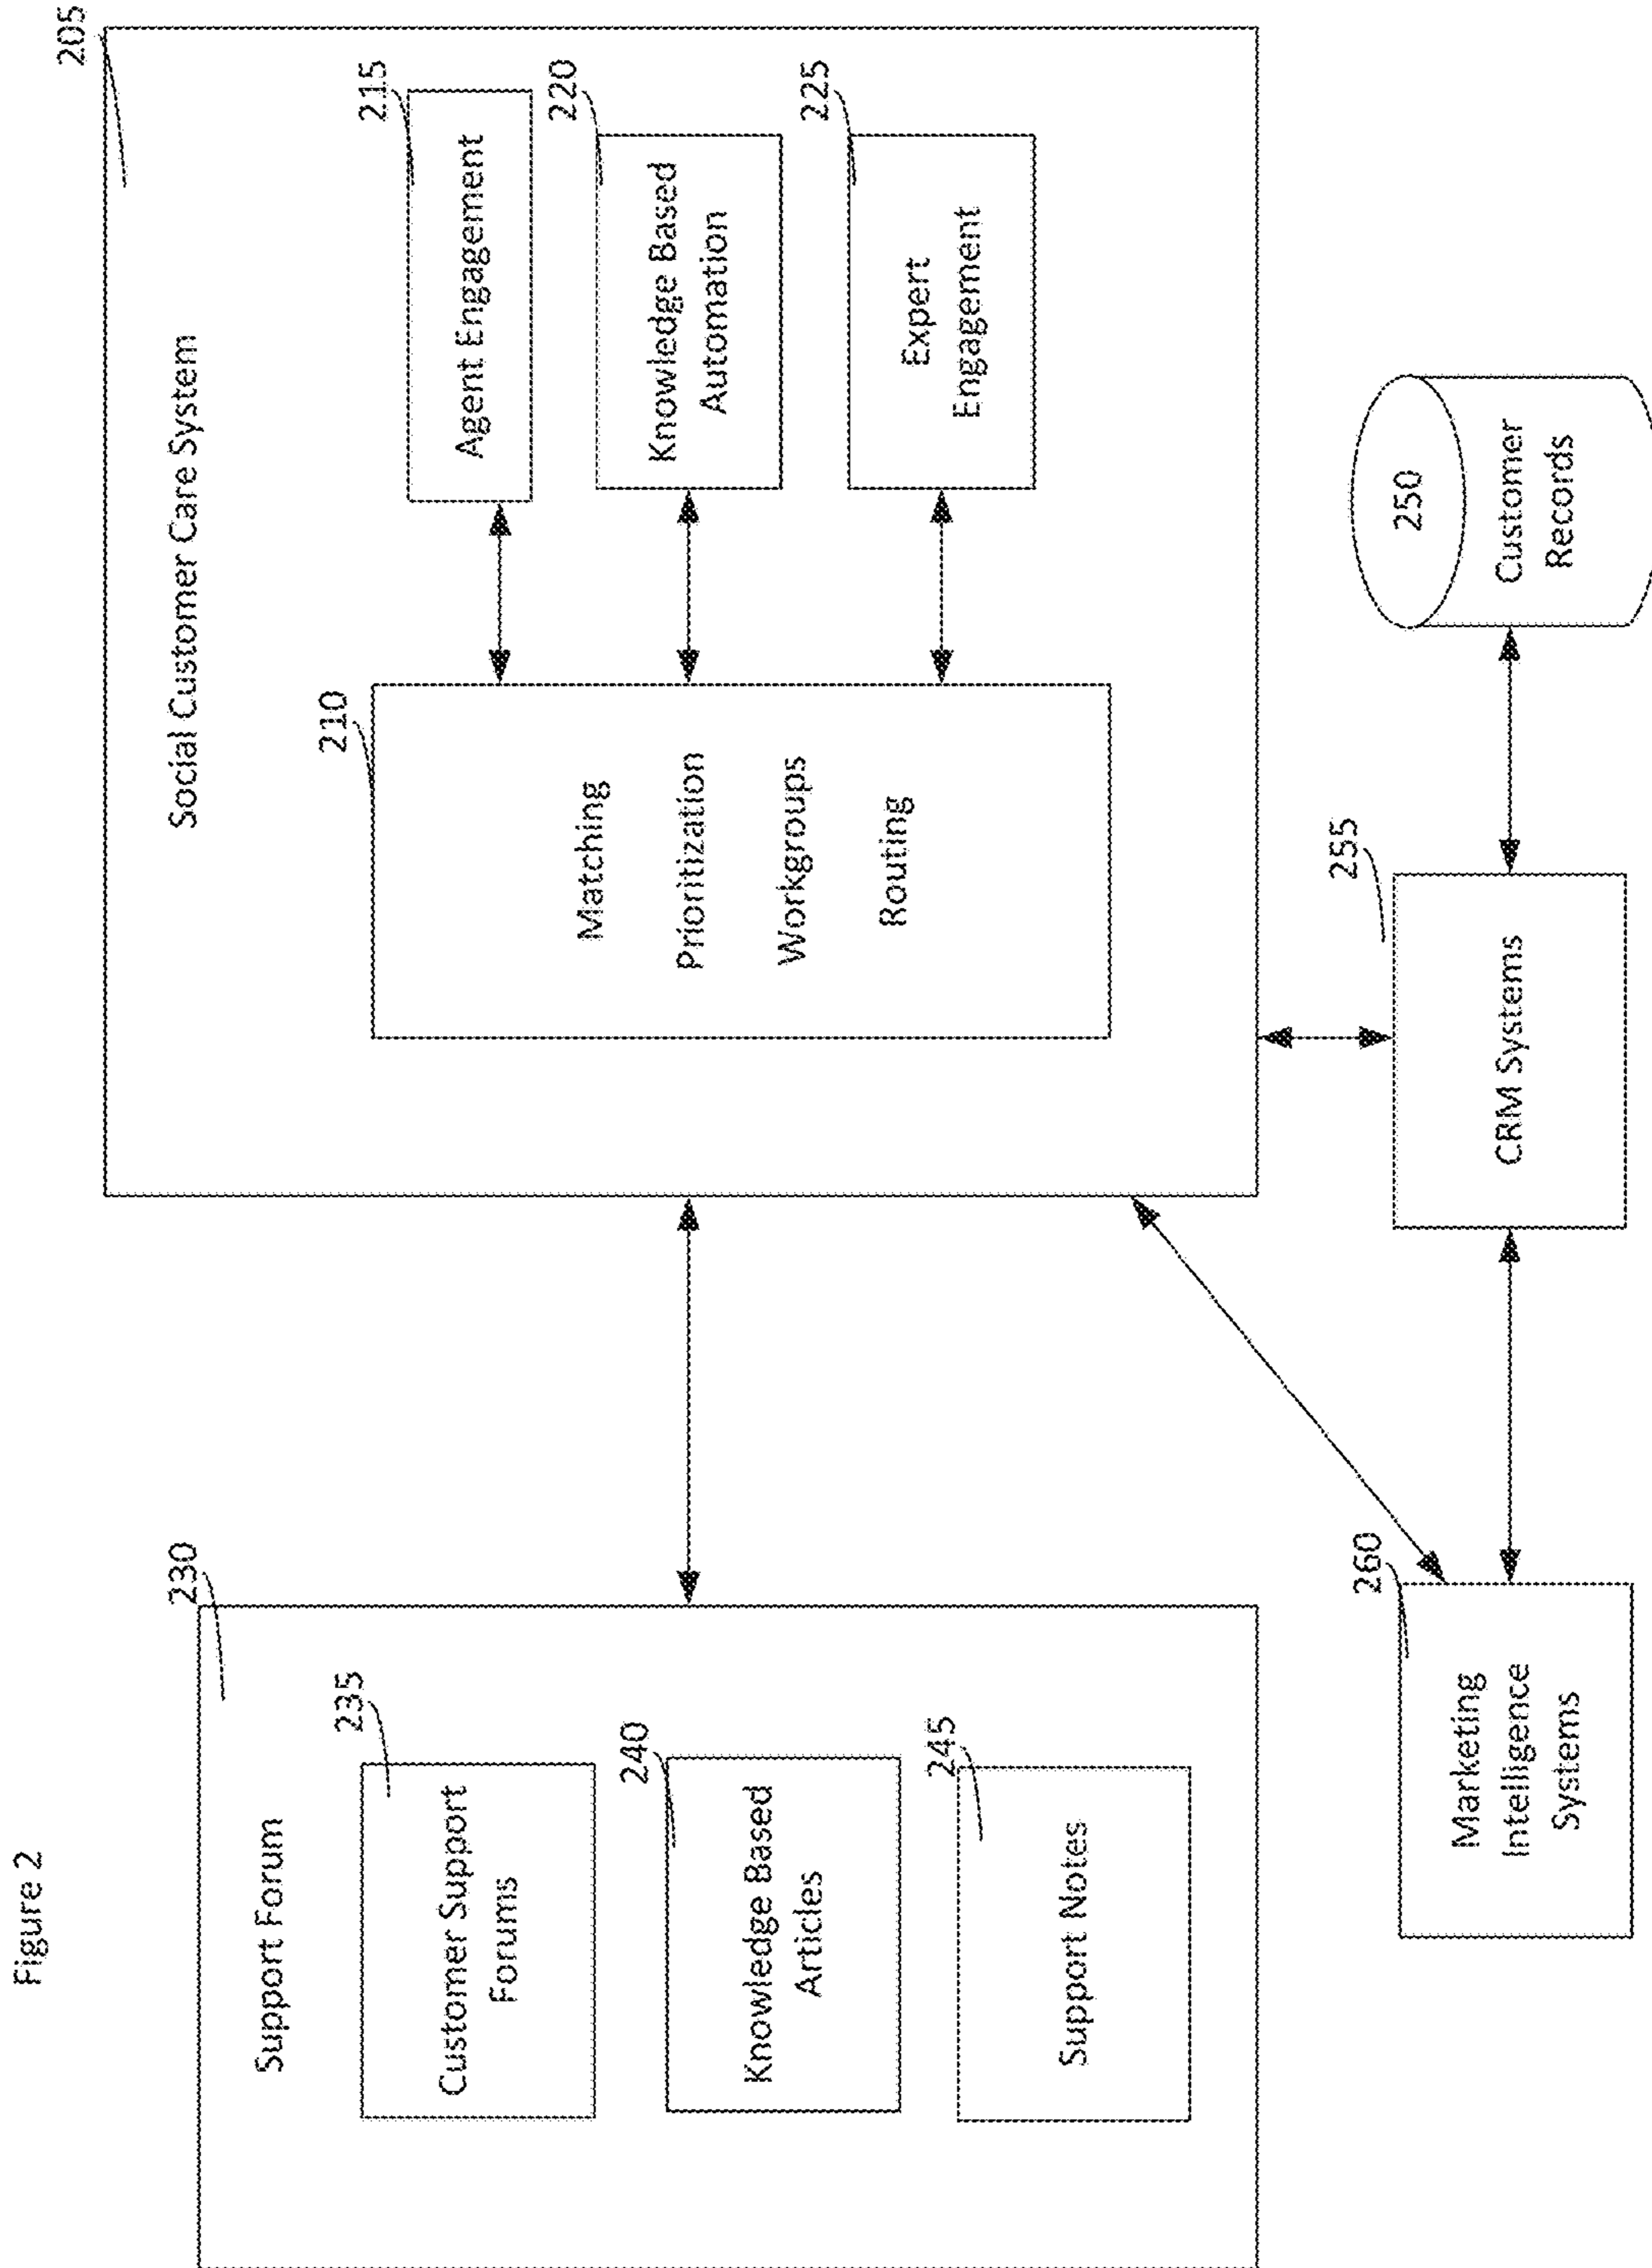 Figure 2
Support Forum
230
Customer Support
Forums
235
Knowledge Based
Articles
240
Support Notes
245
Social Customer Care System
205
Matching
Prioritization
Workgroups
Routing
210
Agent Engagement
215
Knowledge Based
Automation
220
Expert
Engagement
225
Marketing
Intelligence
Systems
260
CRM Systems
255
250
Customer
Records